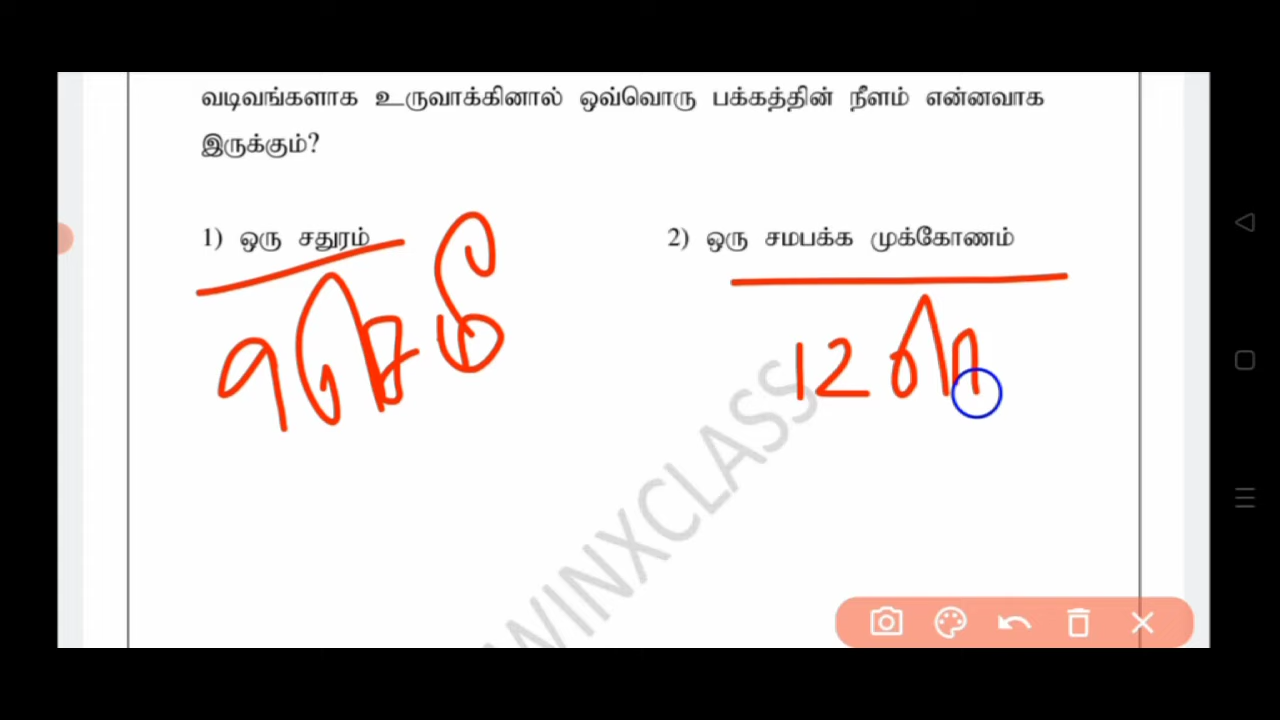 வடிவங்களாக உருவாக்கினால் ஒவ்வொரு பக்கத்தின் நீளம் என்னவாக
இருக்கும்?
1) ஒரு சதுரம் 2) ஒரு சமபக்க முக்கோணம்
9 செமீ 12
WINXCLASS